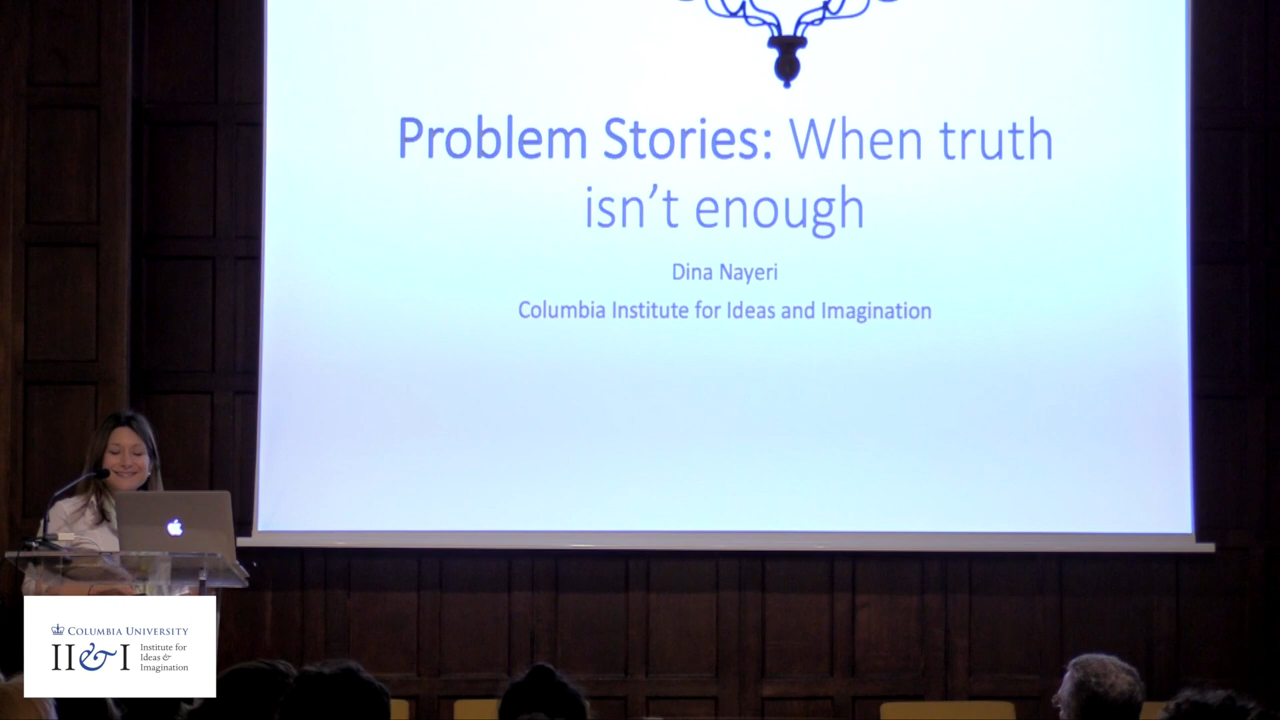 Problem Stories: When truth
isn’t enough
Dina Nayeri
Columbia Institute for Ideas and Imagination
COLUMBIA UNIVERSITY
II&I
Institute for
Ideas &
Imagination